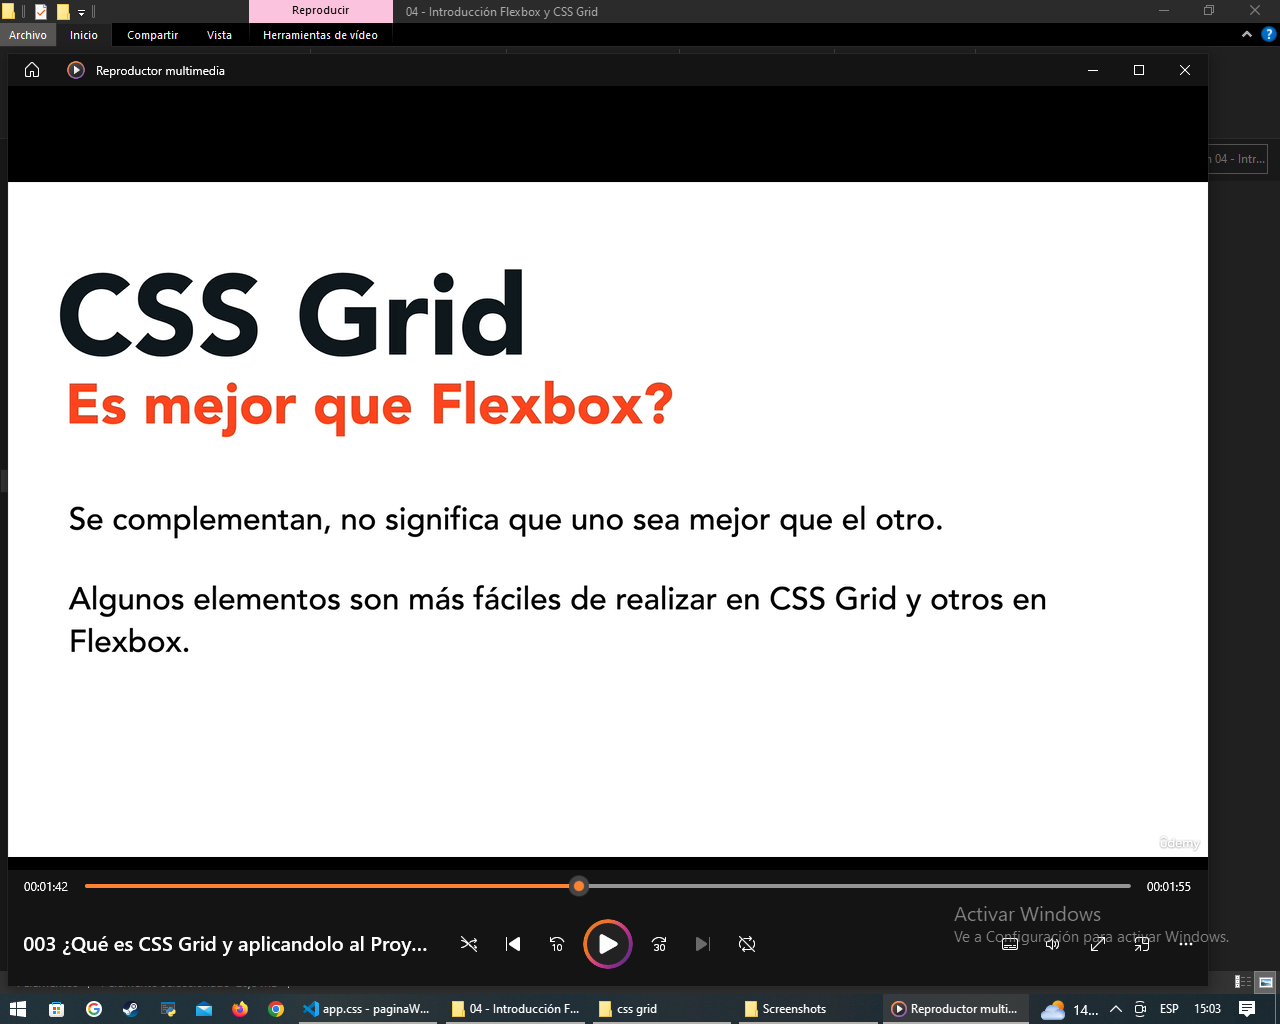 Reproducir
04 - Introducción Flexbox y CSS Grid
Archivo
Inicio
Compartir
Vista
Herramientas de vídeo
Reproductor multimedia
04 - Intr...
CSS Grid
Es mejor que Flexbox?
Se complementan, no significa que uno sea mejor que el otro.
Algunos elementos son más fáciles de realizar en CSS Grid y otros en
Flexbox.
ûdemy
00:01:42
00:01:55
Activar Windows
Ve a Configuración para activar Windows.
003 ¿Qué es CSS Grid y aplicandolo al Proy...
10
30
app.css - paginaW...
04 - Introducción F...
css grid
Screenshots
Reproductor multi...
14...
ESP
15:03